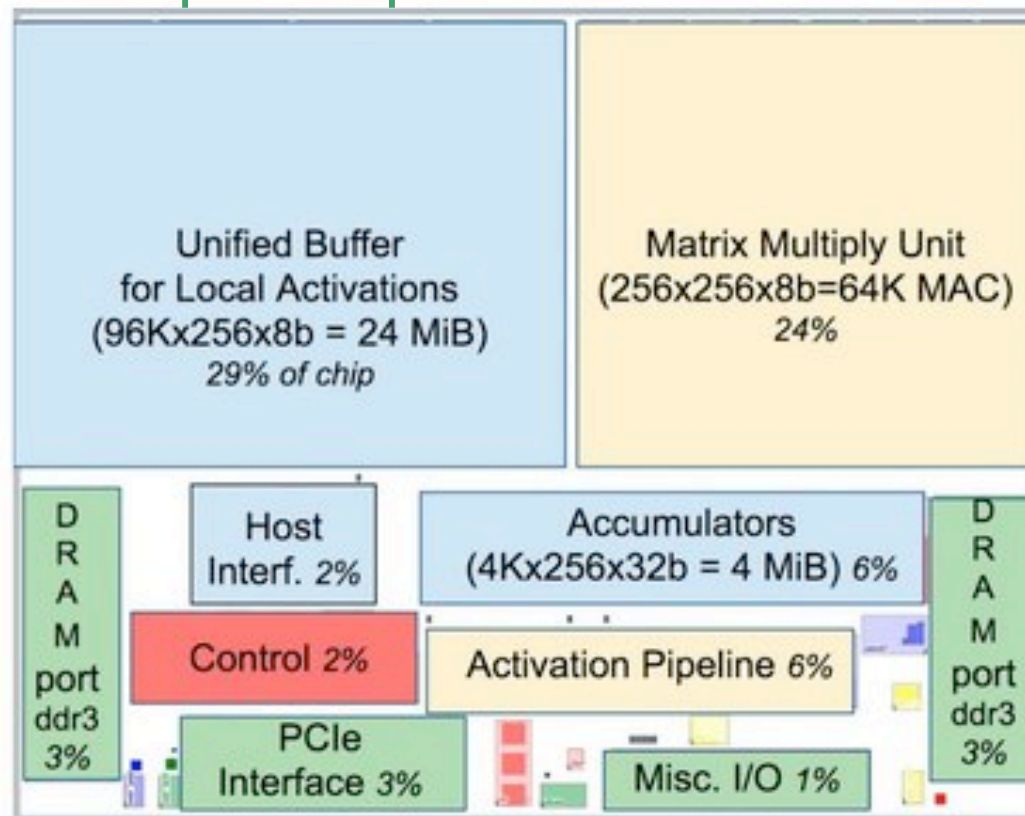 Unified Buffer
for Local Activations
(96Kx256x8b = 24 MiB)
29% of chip
Matrix Multiply Unit
(256x256x8b=64K MAC)
24%
D
R
A
M
port
ddr3
3%
Host
Interf. 2%
Accumulators
(4Kx256x32b = 4 MiB) 6%
D
R
A
M
port
ddr3
3%
Control 2%
Activation Pipeline 6%
PCIe
Interface 3%
Misc. I/O 1%